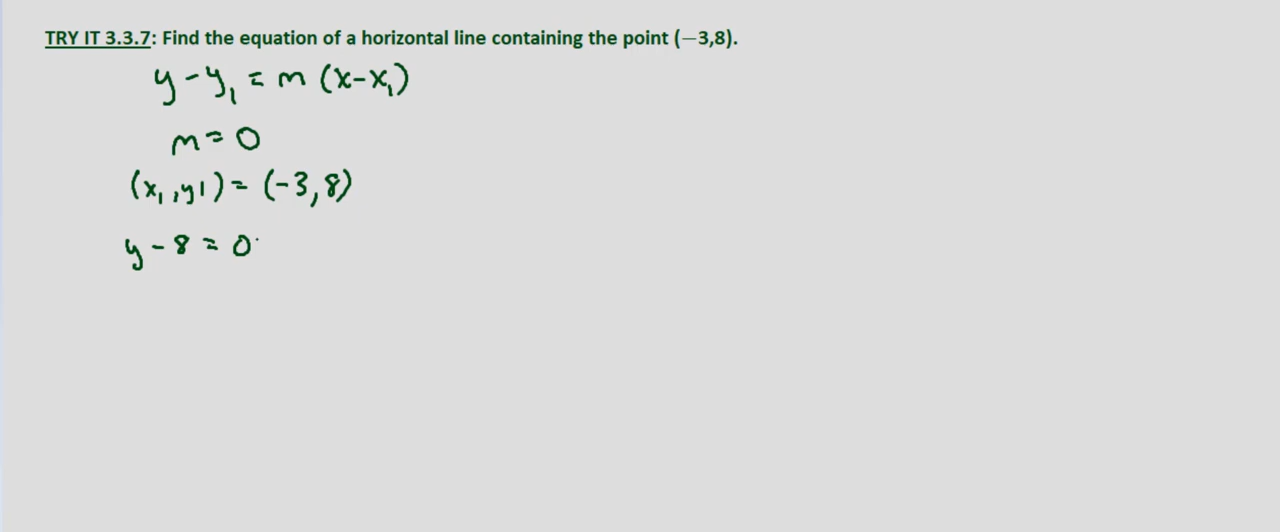 TRY IT 3.3.7: Find the equation of a horizontal line containing the point (−3,8).
y - y₁ = m (x-x₁)
m = 0
(x₁, y1) = (-3, 8)
y - 8 = 0